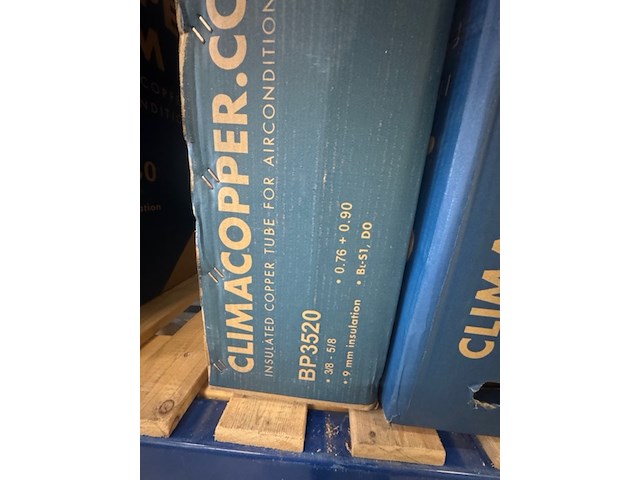 CLIMACOPPER.CO
INSULATED COPPER TUBE FOR AIRCONDITION
BP3520
• 3/8 - 5/8
• 0.76 + 0.90
• 9 mm insulation
• BL-S1, D0
CLIM